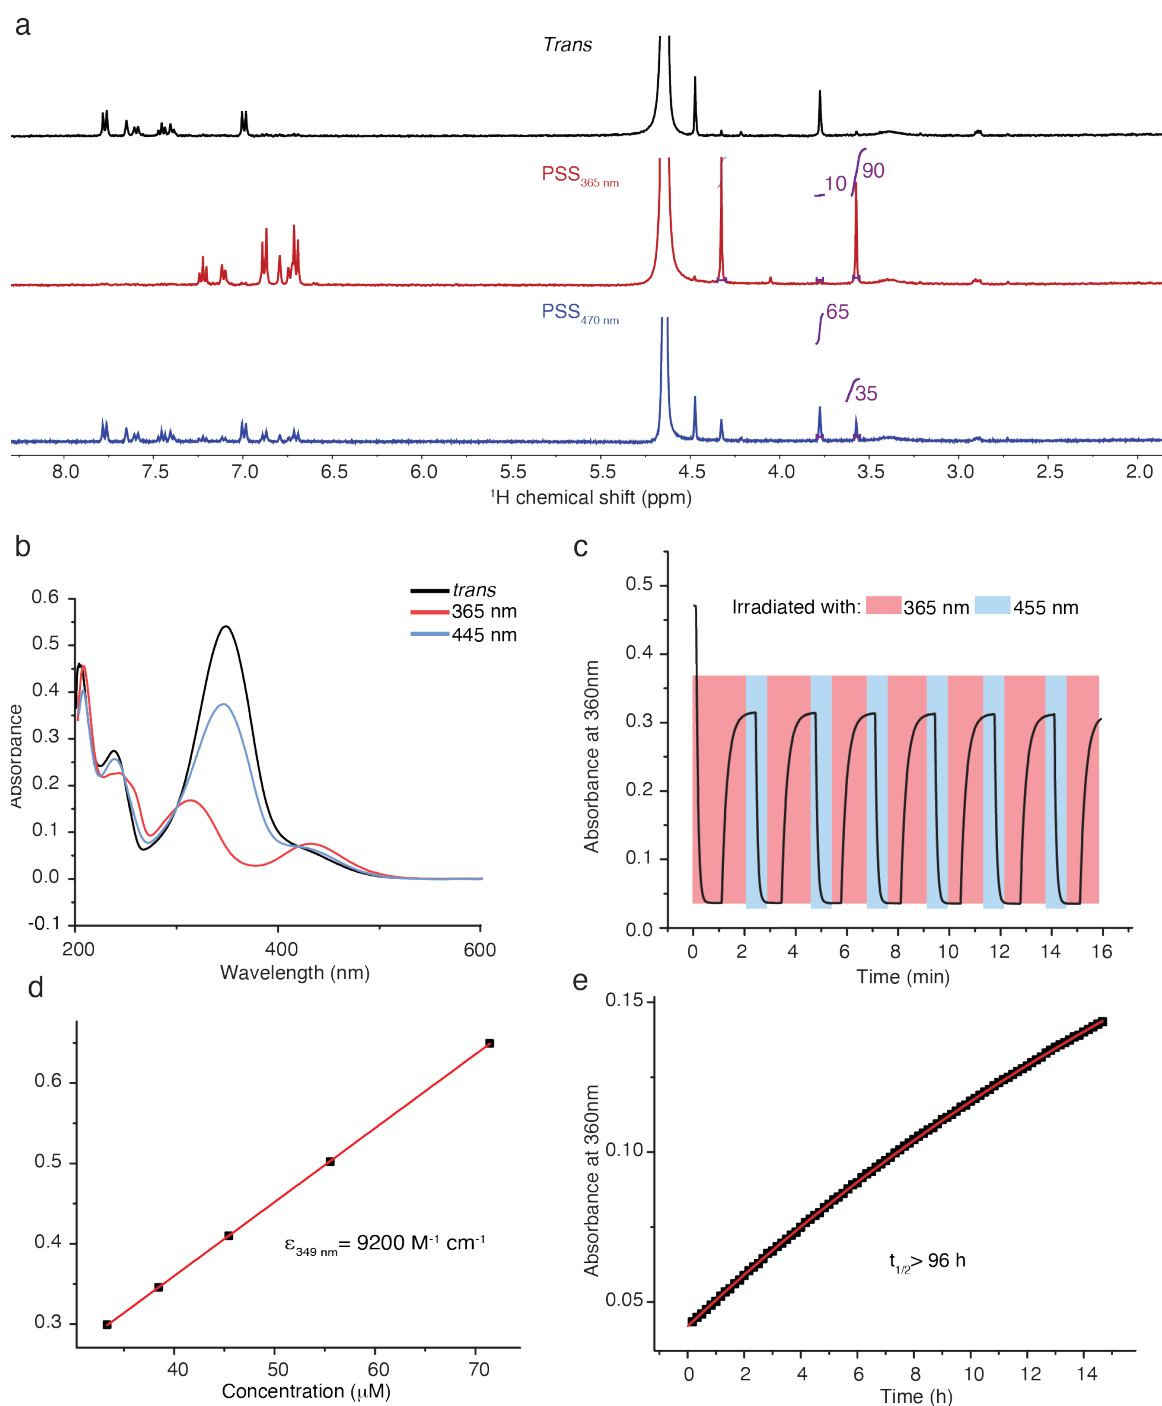 a
Trans
PSS365 nm
10
90
PSS470 nm
65
35
8.0 7.5 7.0 6.5 6.0 5.5 5.0 4.5 4.0 3.5 3.0 2.5 2.0
1H chemical shift (ppm)
b
trans
365 nm
445 nm
0.6
0.5
0.4
0.3
0.2
0.1
0.0
-0.1
Absorbance
200 400 600
Wavelength (nm)
c
Irradiated with: 365 nm 455 nm
0.5
0.4
0.3
0.2
0.1
0.0
Absorbance at 360nm
0 2 4 6 8 10 12 14 16
Time (min)
d
0.6
0.5
0.4
0.3
ε349 nm= 9200 M-1 cm-1
40 50 60 70
Concentration (μM)
e
0.15
0.10
0.05
Absorbance at 360nm
t1/2> 96 h
0 2 4 6 8 10 12 14
Time (h)